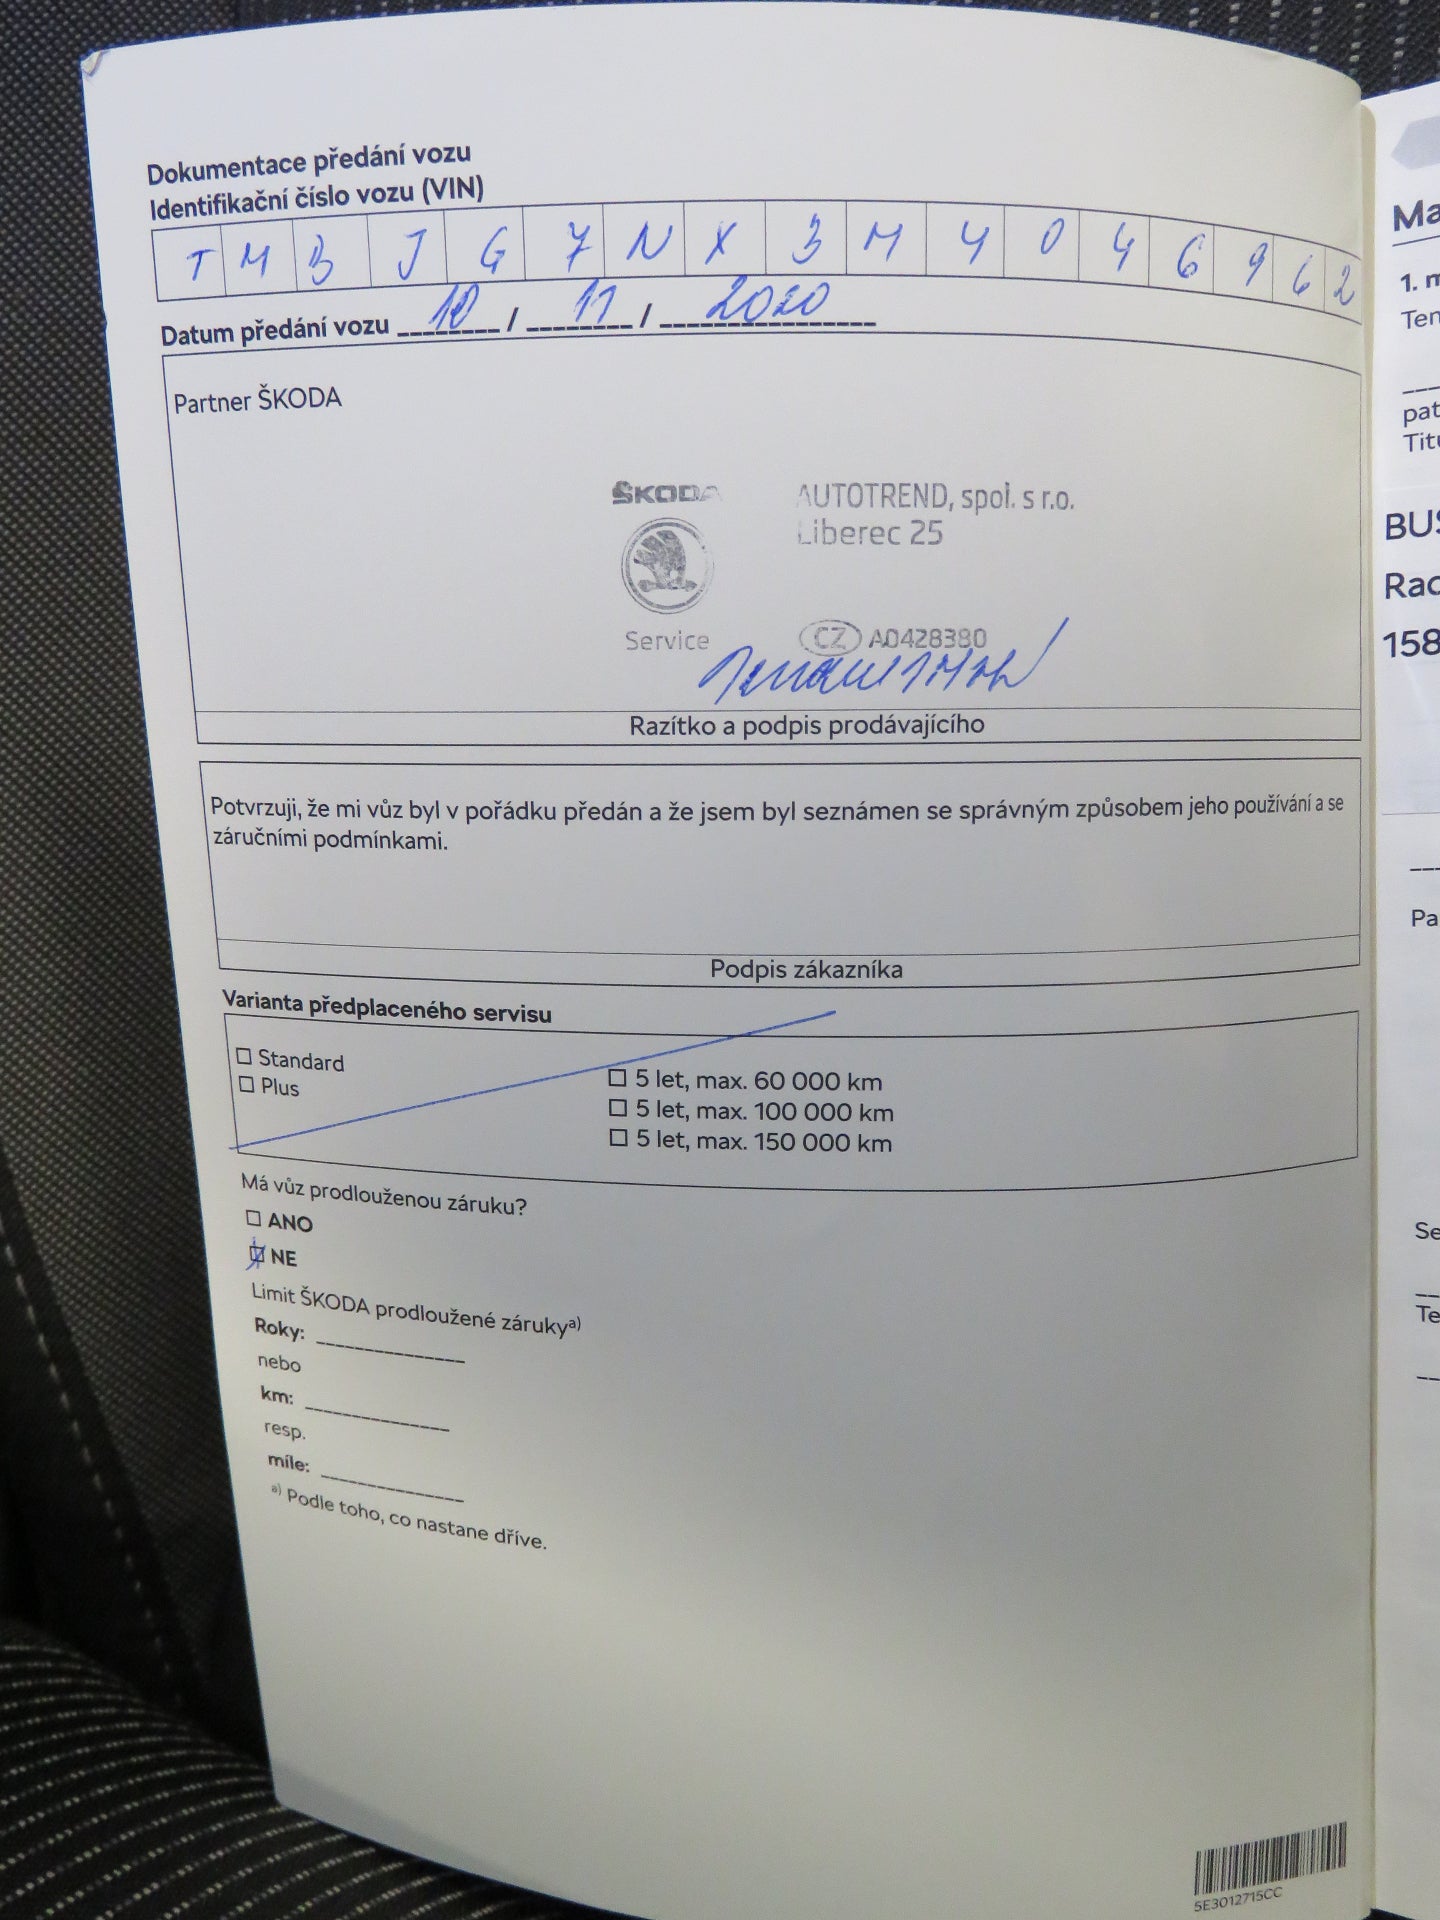 Dokumentace předání vozu
Identifikační číslo vozu (VIN)
T M B J G 7 N X 3 M 4 0 4 6 9 6 2
Datum předání vozu 10 / 11 / 2020
Partner ŠKODA
ŠKODA
AUTOTREND, spol. s r.o.
Liberec 25
Service
CZ A0428380
Razítko a podpis prodávajícího
Potvrzuji, že mi vůz byl v pořádku předán a že jsem byl seznámen se správným způsobem jeho používání a se
záručními podmínkami.
Podpis zákazníka
Varianta předplaceného servisu
Standard
Plus
5 let, max. 60 000 km
5 let, max. 100 000 km
5 let, max. 150 000 km
Má vůz prodlouženou záruku?
ANO
NE
Limit ŠKODA prodloužené záruky a)
Roky:
nebo
km:
resp.
míle:
a) Podle toho, co nastane dříve.
5E3012715CC
Ma
1. m
Ten
pat
Titu
BUS
Rad
158
Pa
Se
Te